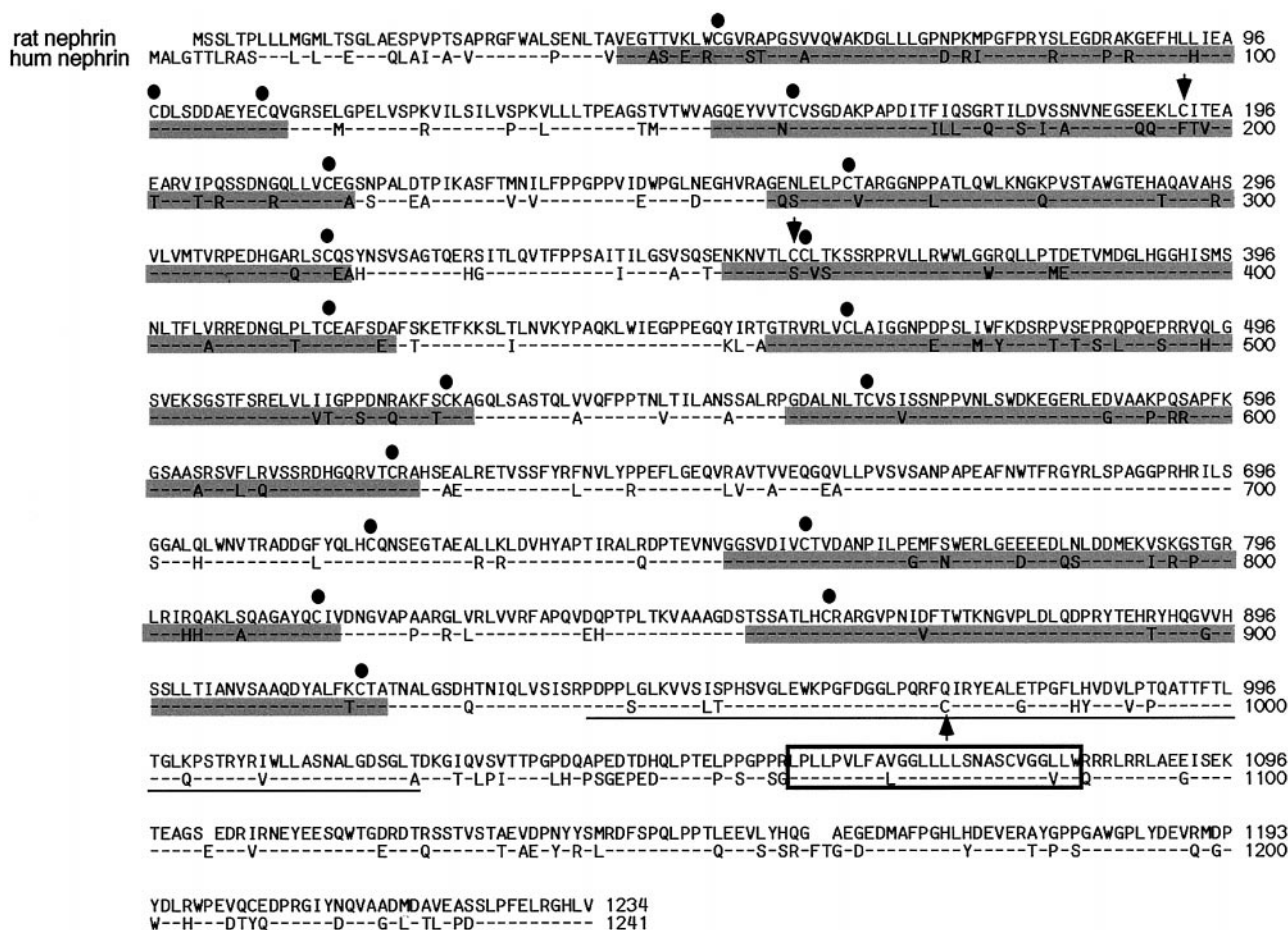 rat nephrin MSSLTPLLLMGMLTSGLAESPVPTSAPRGFWALSENLTAVEGTTVKLWCGVRAPGSVVQWAKDGLLLGPNPKMPGFPRYSLEGDRAKGEFHLLIEA 96
hum nephrin MALGTTLRAS---L--L--E---QLAI--A-V------P-----V----AS-E-R---ST---A------------D-RI------R----P-R-----H---- 100
CDLSDDAEYECQVGRSELGPELVSPKVILSILVSPKVLLLTPEAGSTVTWVAGQEYVVTCVSGDAKPAPDITFIQSGRTILDVSSNVNEGSEEKLCITEA 196
-----------------M-------R-------P--L--------TM-----------N-------------ILL--Q--S-I-A------QQ--FTV- 200
EARVIPQSSDNGQLLVCEGSNPALDTPIKASFTMNILFPPGPPVIDWPGLNEGHVRAGENLELPCTARGGNPPATLQWLKNGKPVSTAWGTEHAQAVAHS 296
T---T-R---R------A-S---EA-------V-V---------E----D-------QS-----V------L---------Q----------T----R- 300
VLVMTVRPEDHGARLSCQSYNSVSAGTQERSITLQVTFPPSAITILGSVSQSENKNVTLCCLTKSSRPRVLLRWWLGGRQLLPTDETVMDGLHGGHISMS 396
-------------Q---EAH---------HG-------------I----A--T-------S-VS-------------W-----ME--------------- 400
NLTFLVRREDNGLPLTCEAFSDAFSKETFKKSLTLNVKYPAQKLWIEGPPEGQYIRTGTRVRLVCLAIGGNPDPSLIWFKDSRPVSEPRQPQEPRRVQLG 496
-----A-------T-------E--T--------I-------------------KL-A---------------E---M-Y----T--T-SL---S---H-- 500
SVEKSGSTFSRELVLIIGPPDNRAKFSCKAGQLSASTQLVVQFPPTNLTILANSSALRPGDALNLTCVSISSNPPVNLSWDKEGERLEDVAAKPQSAPFK 596
---------------VT--S--Q---T------------A-------V-----A---------------V------------------G---P-RR---- 600
GSAASRSVFLRVSSRDHGQRVTCRAHSEALRETVSSFYRFNVLYPPEFLGEQVRAVTVVEQGQVLLPVSVSANPAPEAFNWTFRGYRLSPAGGPRHRILS 696
----A---L-Q----------------AE---------L----R--------LV---A----EA------------------------------------ 700
GGALQLWNVTRADDGFYQLHCQNSEGTAEALLKLDVHYAPTIRALRDPTEVNVGGSVDIVCTVDANPILPEMFSWERLGEEEEDLNLDDMEKVSKGSTGR 796
S---H----------L--------------R--R------------Q------------------------G--N------D---QS-------I-R-P--- 800
LRIRQAKLSQAGAYQCIVDNGVAPAARGLVRLVVRFAPQVDQPTPLTKVAAAGDSTSSATLHCRARGVPNIDFTWTKNGVPLDLQDPRYTEHRYHQGVVH 896
---HH---A---------------P--R-L----------EH--------------------------------V--------------------T----G-- 900
SSLLTIANVSAAQDYALFKCTATNALGSDHTNIQLVSISRPDPPLGLKVVSISPHSVGLEWKPGFDGGLPQRFQIRYEALETPGFLHVDVLPTQATTFTL 996
------------------T----------Q--------------S------LT--------------------C------G----HY---V-P------- 1000
TGLKPSTRYRIWLLASNALGDSGLTDKGIQVSVTTPGPDQAPEDTDHQLPTELPPGPPRLPLLPVLFAVGGLLLLSNASCVGGLLWRRRLRRLAEEISEK 1096
---Q------V-------------A---T-LPI----LH-PSGEPED-----P-S--SG---------L--------------V--Q--------G---- 1100
TEAGS EDRIRNEYEESQWTGDRDTRSSTVSTAEVDPNYYSMRDFSPQLPPTLEEVLYHQG AEGEDMAFPGHLHDEVERAYGPPGAWGPLYDEVRMDP 1193
-----E---V-----------E---Q------T-AE-Y-R-L----------Q---S-SR-FTG-D---------Y-----T-P-S----------Q-G- 1200
YDLRWPEVQCEDPRGIYNQVAADMDAVEASSLPFELRGHLV 1234
W--H---DTYQ------D---G-L-TL-PD----------- 1241